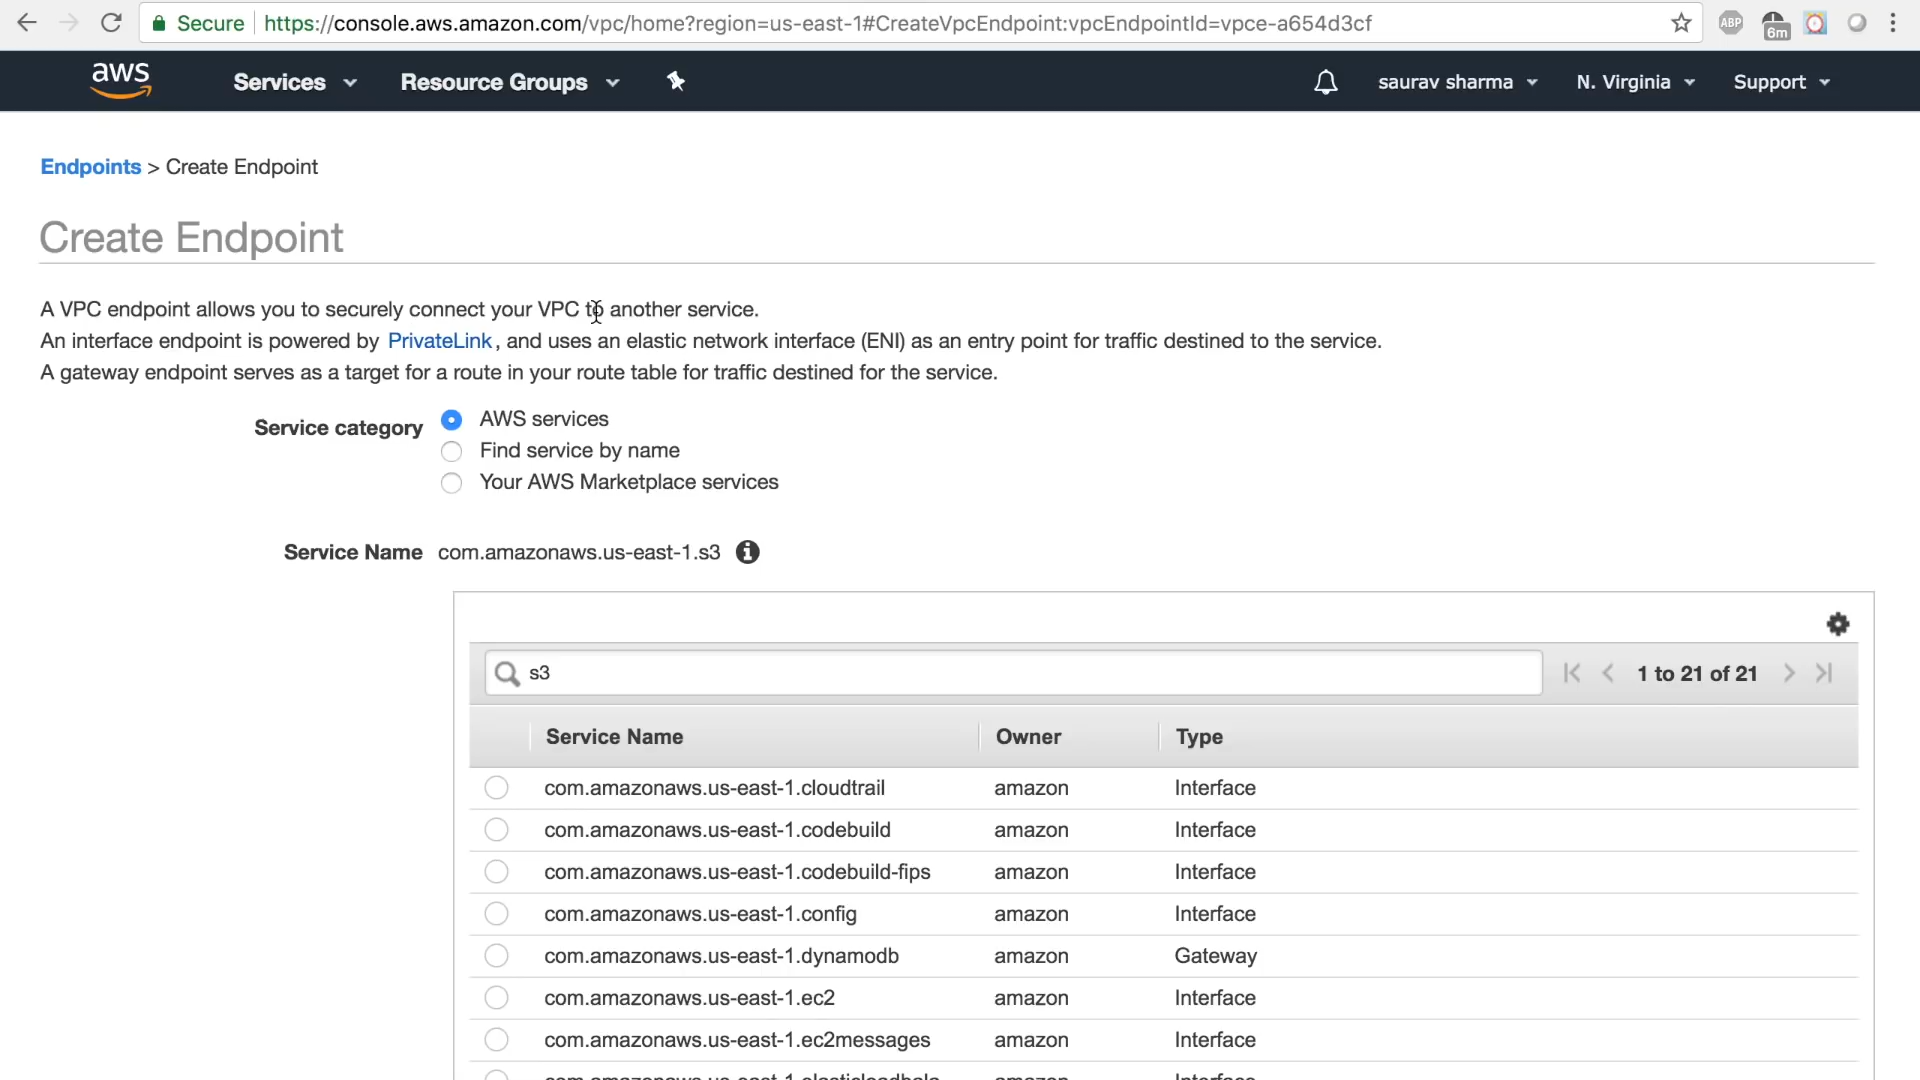 Secure https://console.aws.amazon.com/vpc/home?region=us-east-1#CreateVpcEndpoint:vpcEndpointId=vpce-a654d3cf ABP 6m
aws Services Resource Groups saurav sharma N. Virginia Support
Endpoints > Create Endpoint
Create Endpoint
A VPC endpoint allows you to securely connect your VPC to another service.
An interface endpoint is powered by PrivateLink, and uses an elastic network interface (ENI) as an entry point for traffic destined to the service.
A gateway endpoint serves as a target for a route in your route table for traffic destined for the service.
Service category AWS services
Find service by name
Your AWS Marketplace services
Service Name com.amazonaws.us-east-1.s3
s3 1 to 21 of 21
Service Name Owner Type
com.amazonaws.us-east-1.cloudtrail amazon Interface
com.amazonaws.us-east-1.codebuild amazon Interface
com.amazonaws.us-east-1.codebuild-fips amazon Interface
com.amazonaws.us-east-1.config amazon Interface
com.amazonaws.us-east-1.dynamodb amazon Gateway
com.amazonaws.us-east-1.ec2 amazon Interface
com.amazonaws.us-east-1.ec2messages amazon Interface